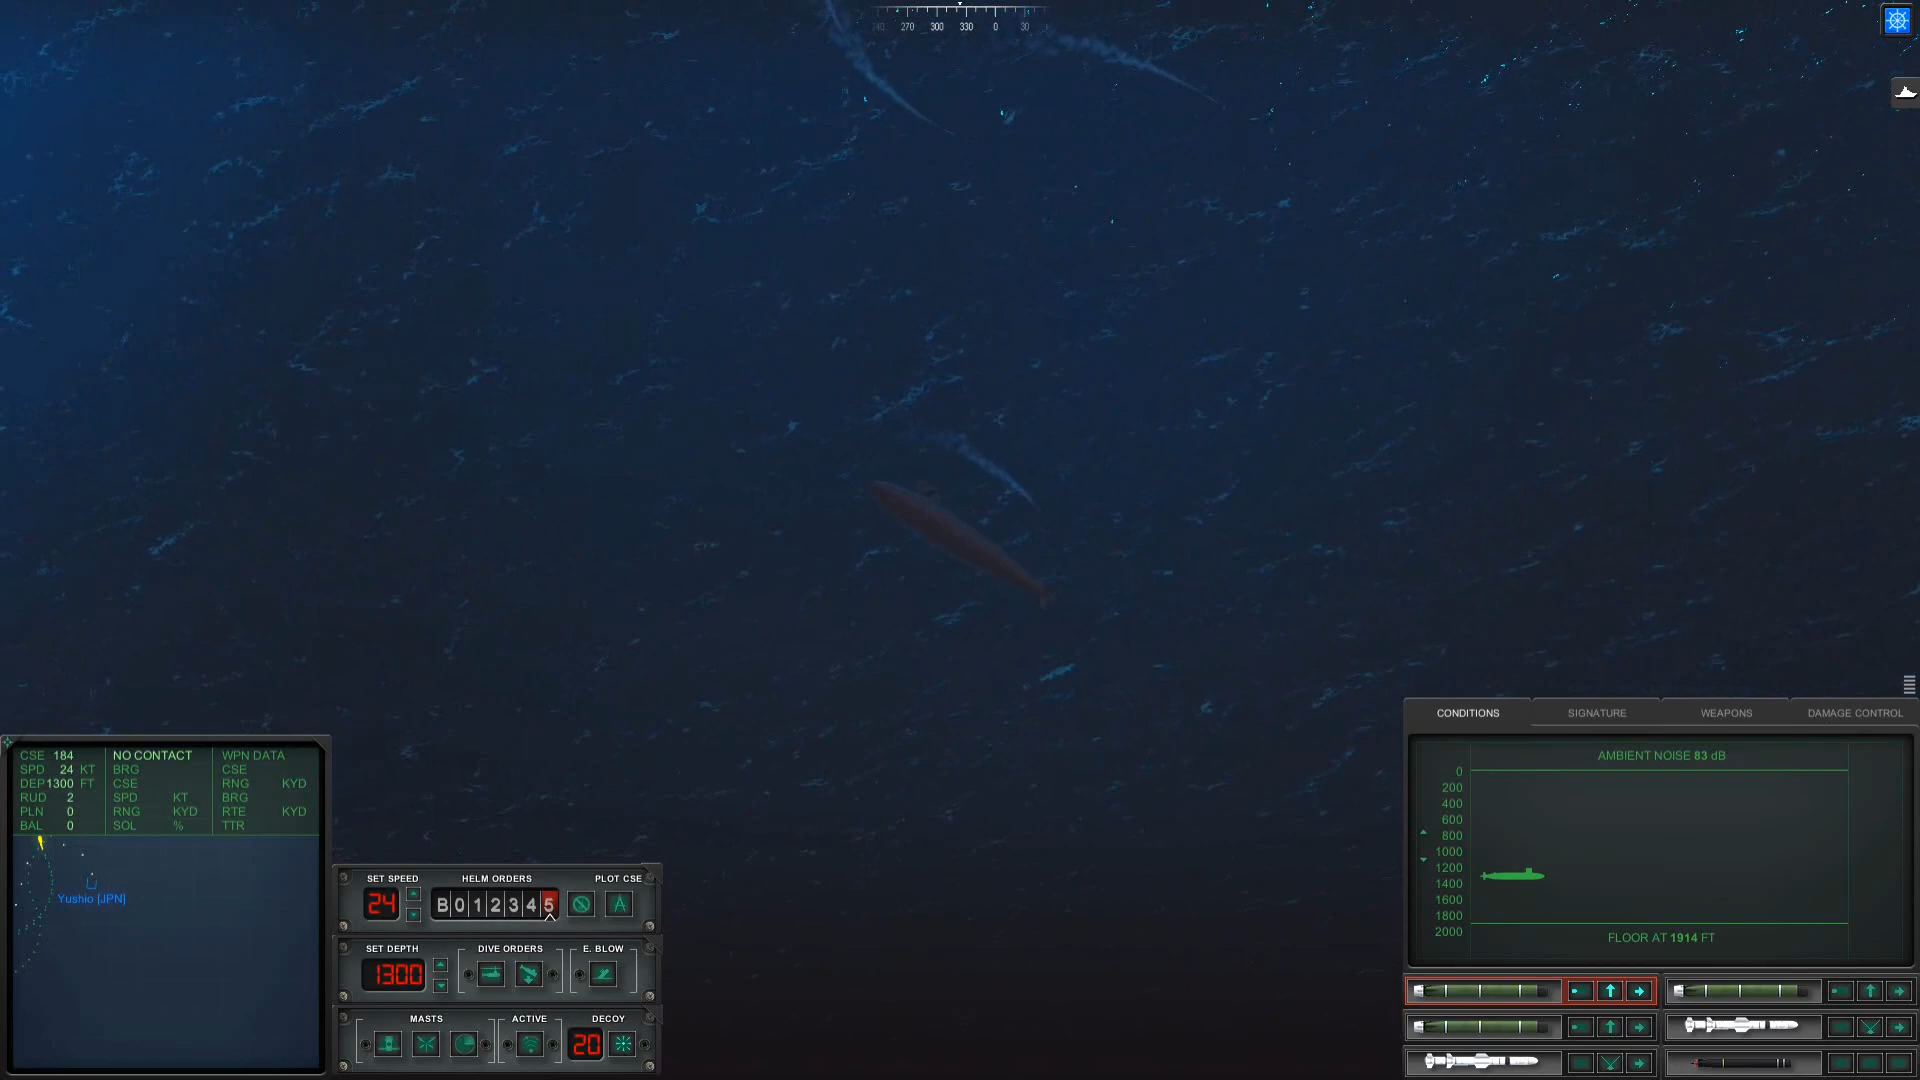 270 300 330 0 30
CONDITIONS SIGNATURE WEAPONS DAMAGE CONTROL
AMBIENT NOISE 83 dB
0
200
400
600
800
1000
1200
1400
1600
1800
2000
FLOOR AT 1914 FT
CSE 184 NO CONTACT WPN DATA
SPD 24 KT BRG CSE
DEP 1300 FT CSE RNG KYD
RUD 2 SPD KT BRG
PLN 0 RNG KYD RTE KYD
BAL 0 SOL % TTR
Yushio [JPN]
SET SPEED HELM ORDERS PLOT CSE
24 B 0 1 2 3 4 5
SET DEPTH DIVE ORDERS E. BLOW
1300
MASTS ACTIVE DECOY
20